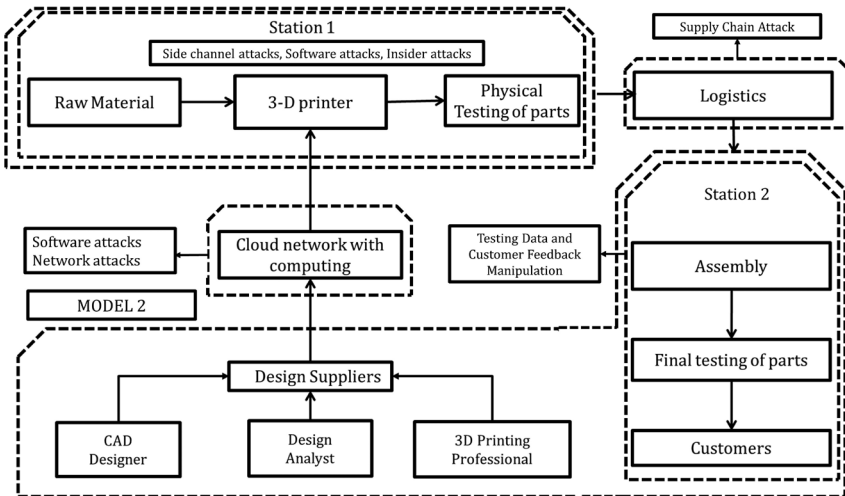 Station 1
Supply Chain Attack
Side channel attacks, Software attacks, Insider attacks
Raw Material
3-D printer
Physical
Testing of parts
Logistics
Station 2
Software attacks
Network attacks
Cloud network with
computing
Testing Data and
Customer Feedback
Manipulation
Assembly
MODEL 2
Final testing of parts
Design Suppliers
CAD
Designer
Design
Analyst
3D Printing
Professional
Customers